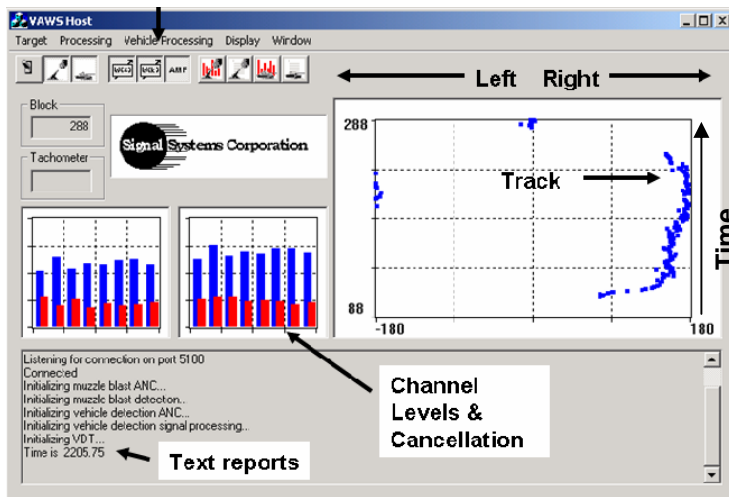 VAWS Host
Target Processing Vehicle Processing Display Window
AMP
Left Right
Block
288
Signal Systems Corporation
Tachometer
288
Track
Time
88
-180 180
Listening for connection on port 5100
Connected
Initializing muzzle blast ANC...
Initializing muzzle blast detection...
Initializing vehicle detection ANC...
Initializing vehicle detection signal processing...
Initializing VDT...
Time is 2205.75
Channel
Levels &
Cancellation
Text reports